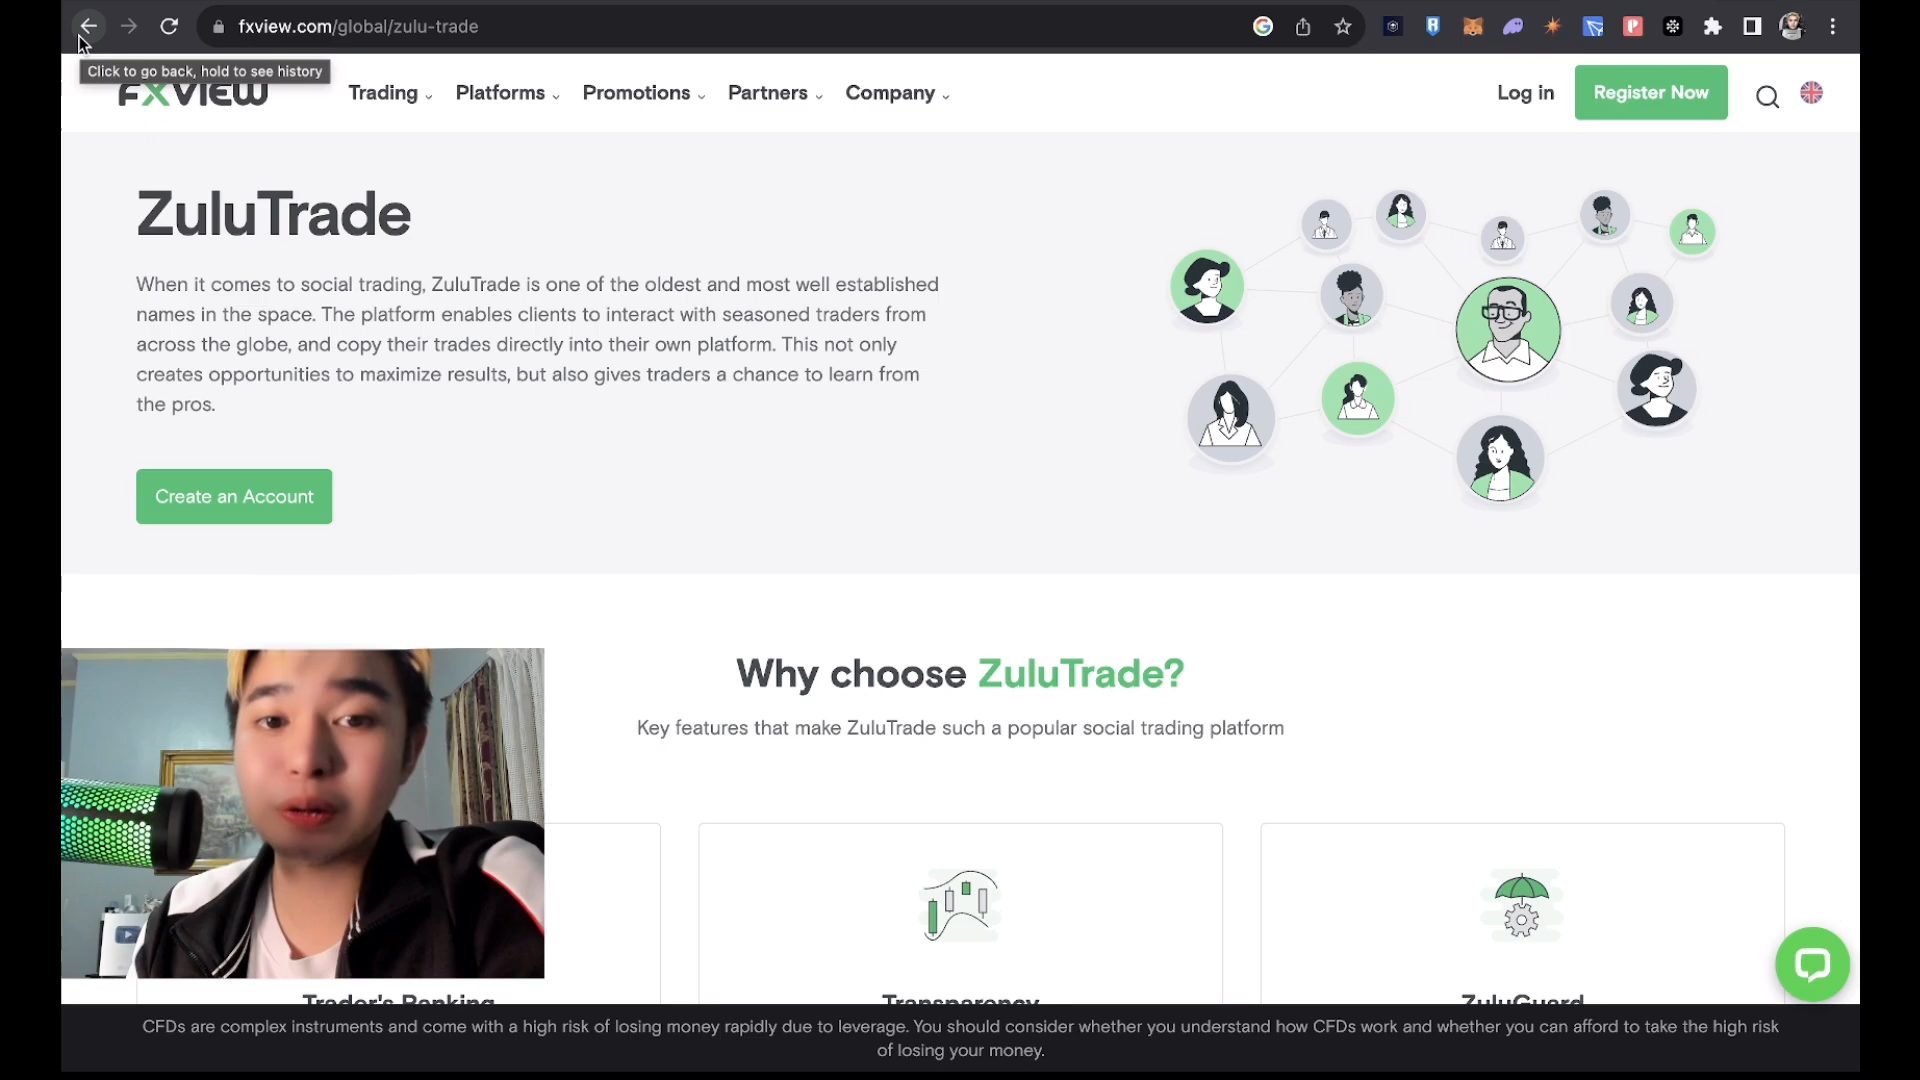 fxview.com/global/zulu-trade
Click to go back, hold to see history
FXVIEW
Trading
Platforms
Promotions
Partners
Company
Log in
Register Now
ZuluTrade
When it comes to social trading, ZuluTrade is one of the oldest and most well established
names in the space. The platform enables clients to interact with seasoned traders from
across the globe, and copy their trades directly into their own platform. This not only
creates opportunities to maximize results, but also gives traders a chance to learn from
the pros.
Create an Account
Why choose ZuluTrade?
Key features that make ZuluTrade such a popular social trading platform
Trader's Ranking
Transparency
ZuluGuard
CFDs are complex instruments and come with a high risk of losing money rapidly due to leverage. You should consider whether you understand how CFDs work and whether you can afford to take the high risk
of losing your money.